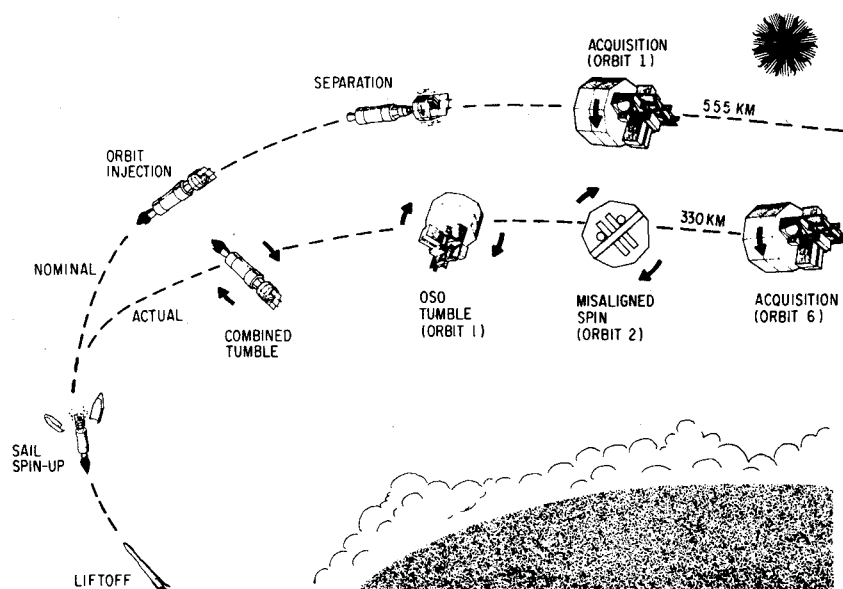 ACQUISITION
(ORBIT 1)
SEPARATION
555 KM
ORBIT
INJECTION
330 KM
NOMINAL
ACTUAL
COMBINED
TUMBLE
OSO
TUMBLE
(ORBIT 1)
MISALIGNED
SPIN
(ORBIT 2)
ACQUISITION
(ORBIT 6)
SAIL
SPIN-UP
LIFTOFF